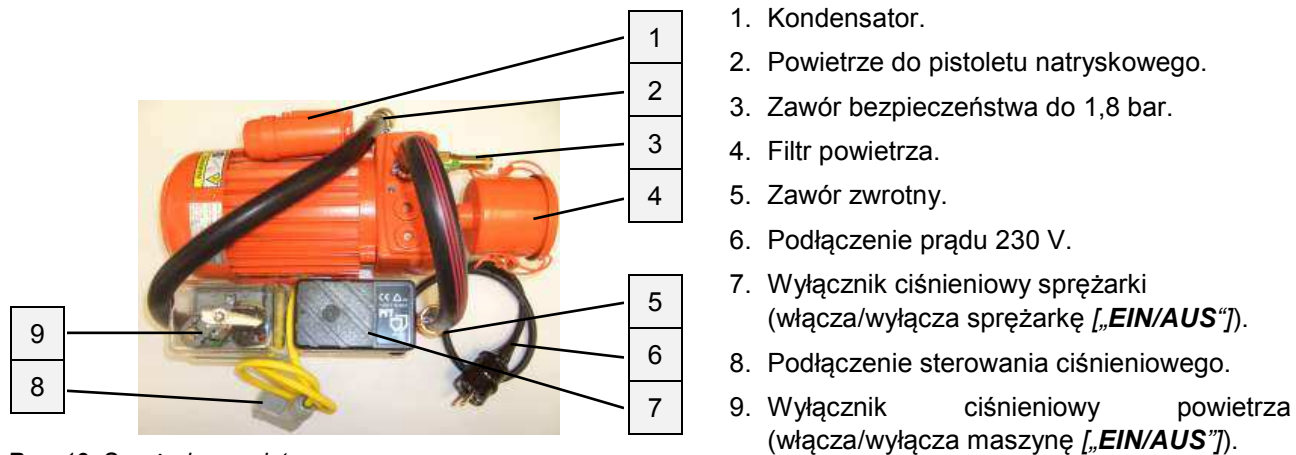 1
2
3
4
5
6
7
9
8
1. Kondensator.
2. Powietrze do pistoletu natryskowego.
3. Zawór bezpieczeństwa do 1,8 bar.
4. Filtr powietrza.
5. Zawór zwrotny.
6. Podłączenie prądu 230 V.
7. Wyłącznik ciśnieniowy sprężarki
(włącza/wyłącza sprężarkę [„EIN/AUS“]).
8. Podłączenie sterowania ciśnieniowego.
9. Wyłącznik ciśnieniowy powietrza
(włącza/wyłącza maszynę [„EIN/AUS”]).